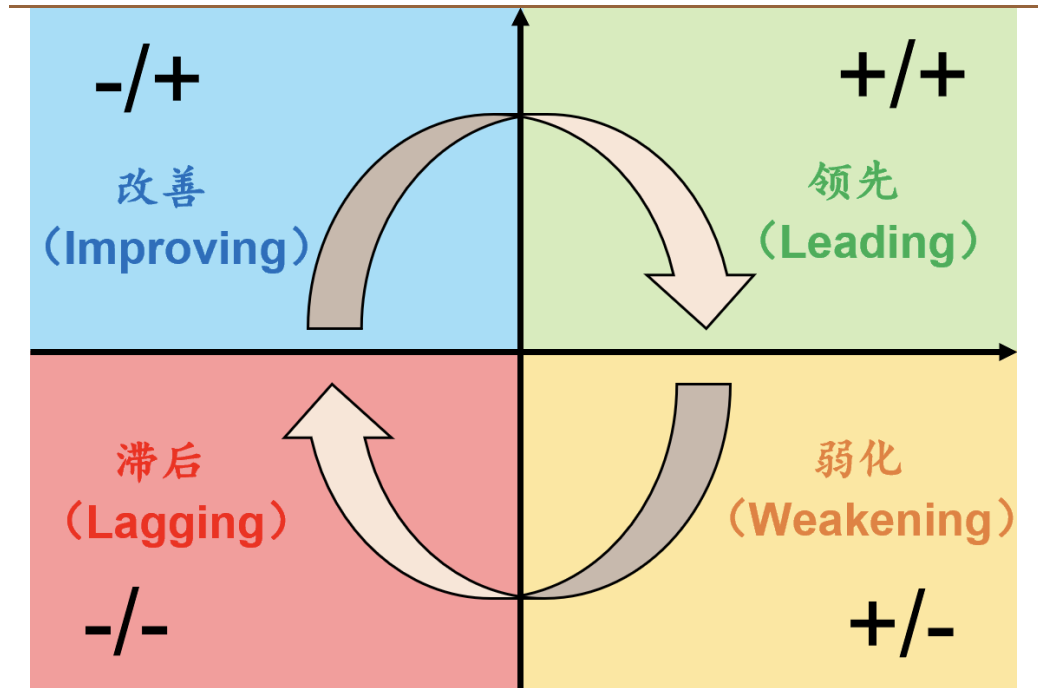 -/+
+/+
改善
（Improving）
领先
（Leading）
滞后
（Lagging）
弱化
（Weakening）
-/-
+/-